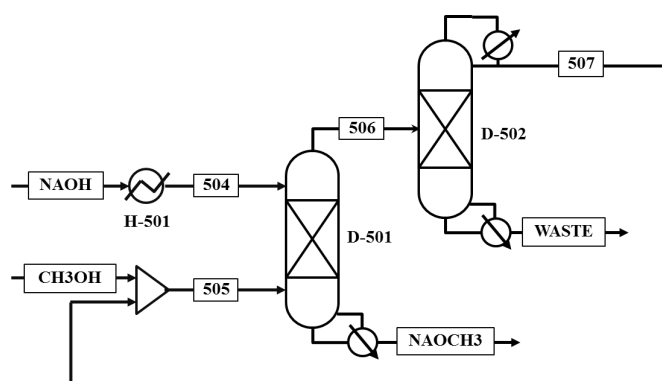 507
506
D-502
NAOH
504
H-501
D-501
WASTE
CH3OH
505
NAOCH3